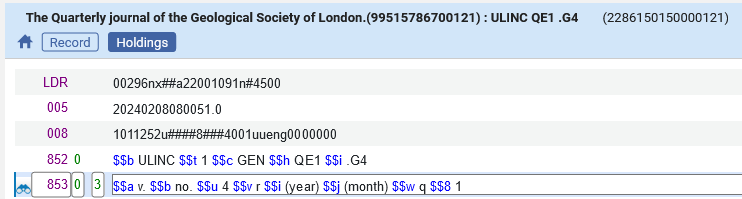 The Quarterly journal of the Geological Society of London.(99515786700121) : ULINC QE1 .G4 (2286150150000121)
Record Holdings
LDR 00296nx##a22001091n#4500
005 20240208080051.0
008 1011252u####8###4001uueng0000000
852 0 $$b ULINC $$t 1 $$c GEN $$h QE1 $$i .G4
853 0 3 $$a v. $$b no. $$u 4 $$v r $$i (year) $$j (month) $$w q $$8 1